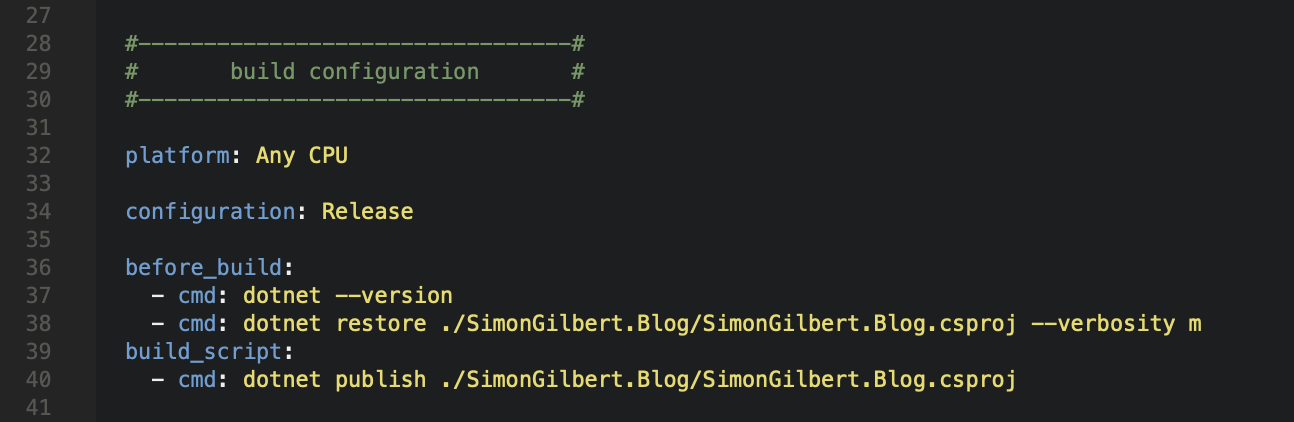 27
28 #---------------------------------#
29 #       build configuration       #
30 #---------------------------------#
31
32 platform: Any CPU
33
34 configuration: Release
35
36 before_build:
37   - cmd: dotnet --version
38   - cmd: dotnet restore ./SimonGilbert.Blog/SimonGilbert.Blog.csproj --verbosity m
39 build_script:
40   - cmd: dotnet publish ./SimonGilbert.Blog/SimonGilbert.Blog.csproj
41